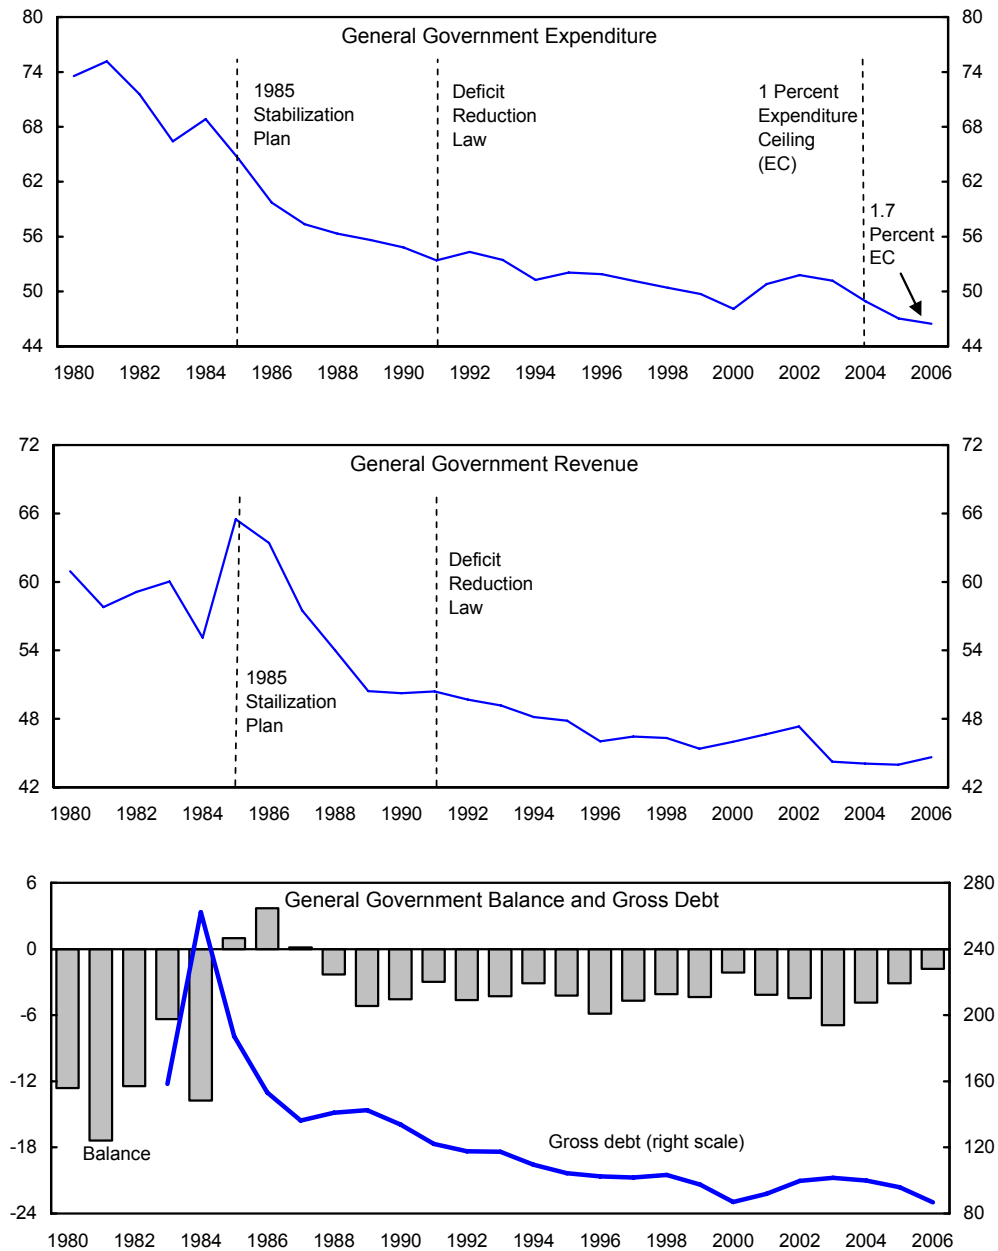 General Government Expenditure
80
74
68
62
56
50
44
80
74
68
62
56
50
44
1985
Stabilization
Plan
Deficit
Reduction
Law
1 Percent
Expenditure
Ceiling
(EC)
1.7
Percent
EC
1980 1982 1984 1986 1988 1990 1992 1994 1996 1998 2000 2002 2004 2006
General Government Revenue
72
66
60
54
48
42
72
66
60
54
48
42
Deficit
Reduction
Law
1985
Stailization
Plan
1980 1982 1984 1986 1988 1990 1992 1994 1996 1998 2000 2002 2004 2006
General Government Balance and Gross Debt
6
0
-6
-12
-18
-24
280
240
200
160
120
80
Balance
Gross debt (right scale)
1980 1982 1984 1986 1988 1990 1992 1994 1996 1998 2000 2002 2004 2006